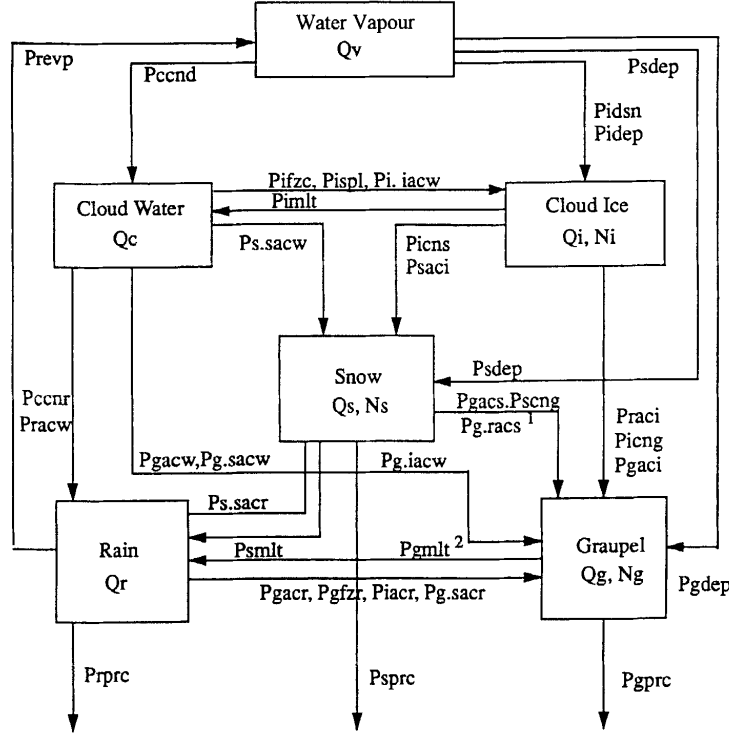 Water Vapour
Qv
Prevp
Pccnd
Psdep
Pidsn
Pidep
Pifzc, Pispl, Pi. iacw
Pimlt
Cloud Water
Qc
Cloud Ice
Qi, Ni
Ps.sacw
Picns
Psaci
Snow
Qs, Ns
Psdep
Pgacs.Pscng
Pg.racs 1
Pccnr
Pracw
Praci
Picng
Pgaci
Pgacw,Pg.sacw
Pg.iacw
Ps.sacr
Rain
Qr
Psmlt
Pgmlt 2
Graupel
Qg, Ng
Pgdep
Pgacr, Pgfzr, Piacr, Pg.sacr
Prprc
Psprc
Pgprc